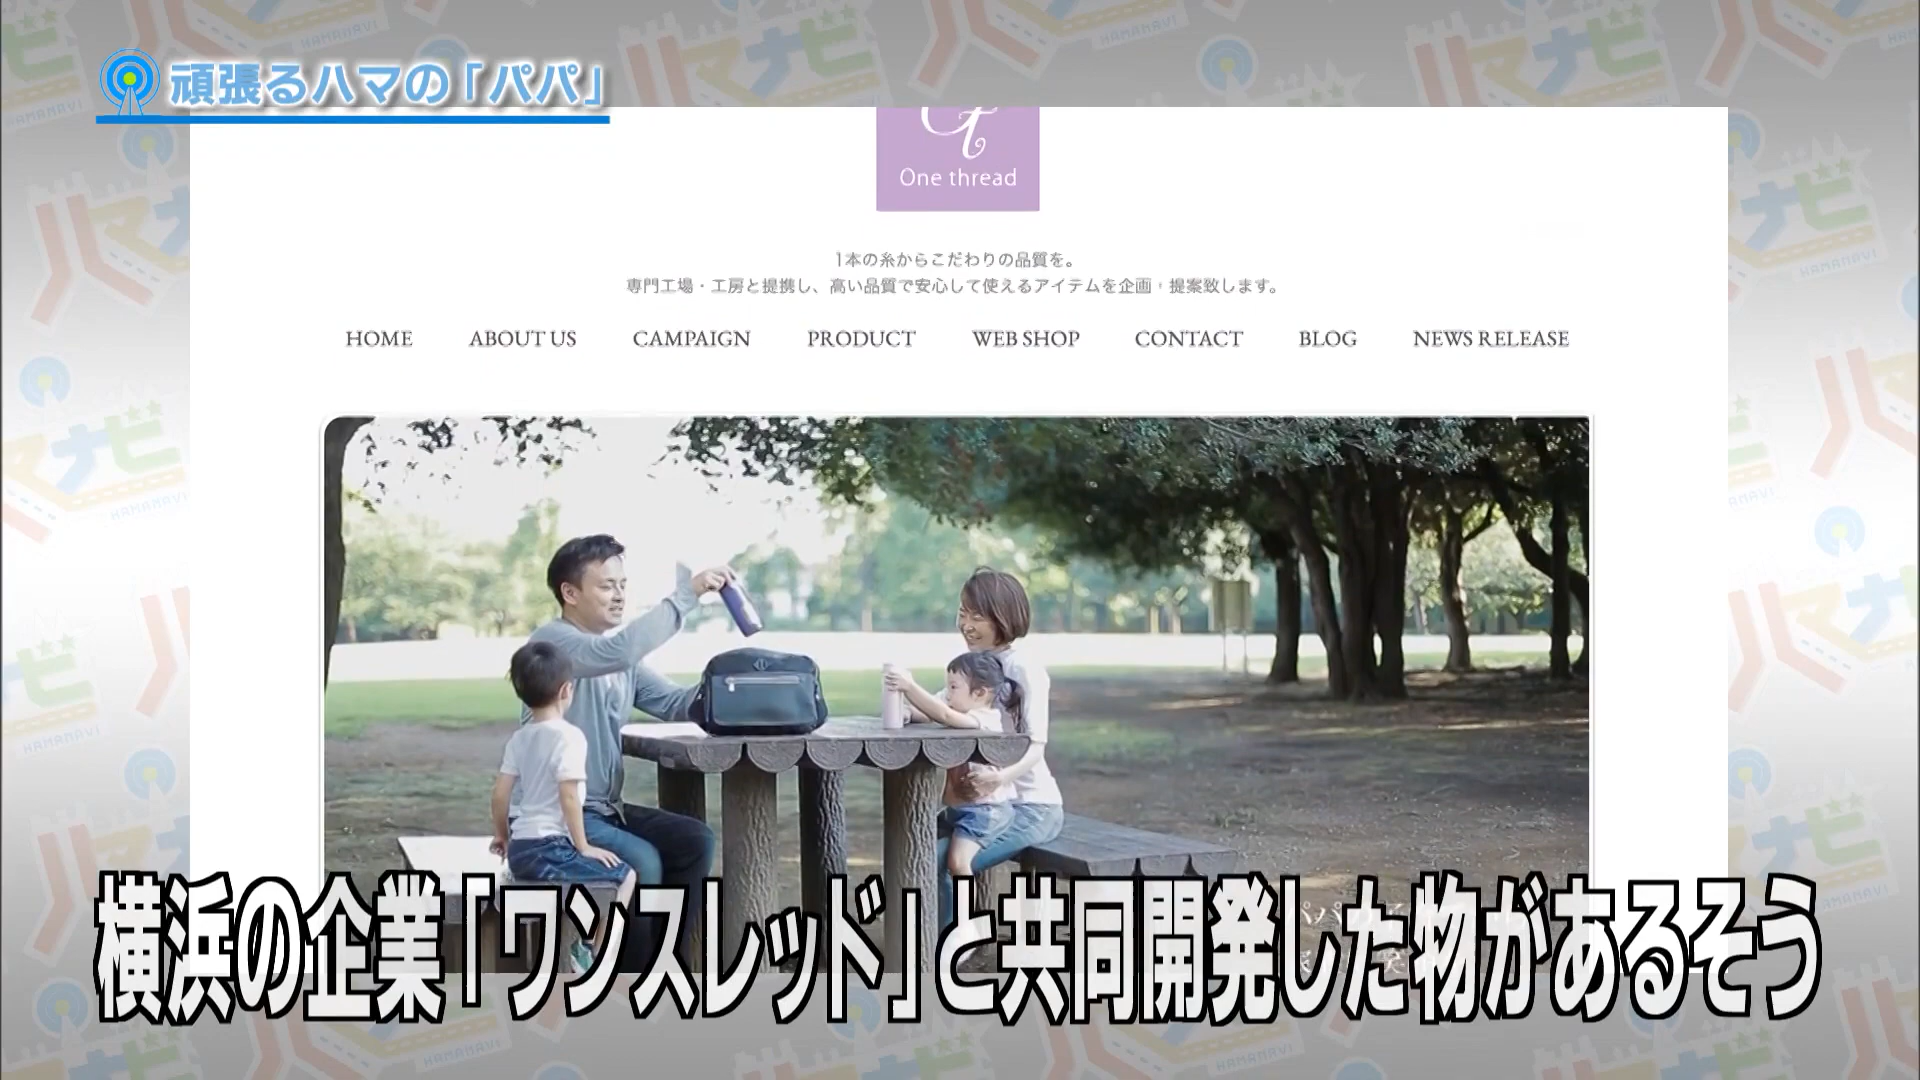 頑張るハマの「パパ」
One thread
1本の糸からこだわりの品質を。
専門工場・工房と提携し、高い品質で安心して使えるアイテムを企画・提案致します。
HOME ABOUT US CAMPAIGN PRODUCT WEB SHOP CONTACT BLOG NEWS RELEASE
横浜の企業「ワンスレッド」と共同開発した物があるそう